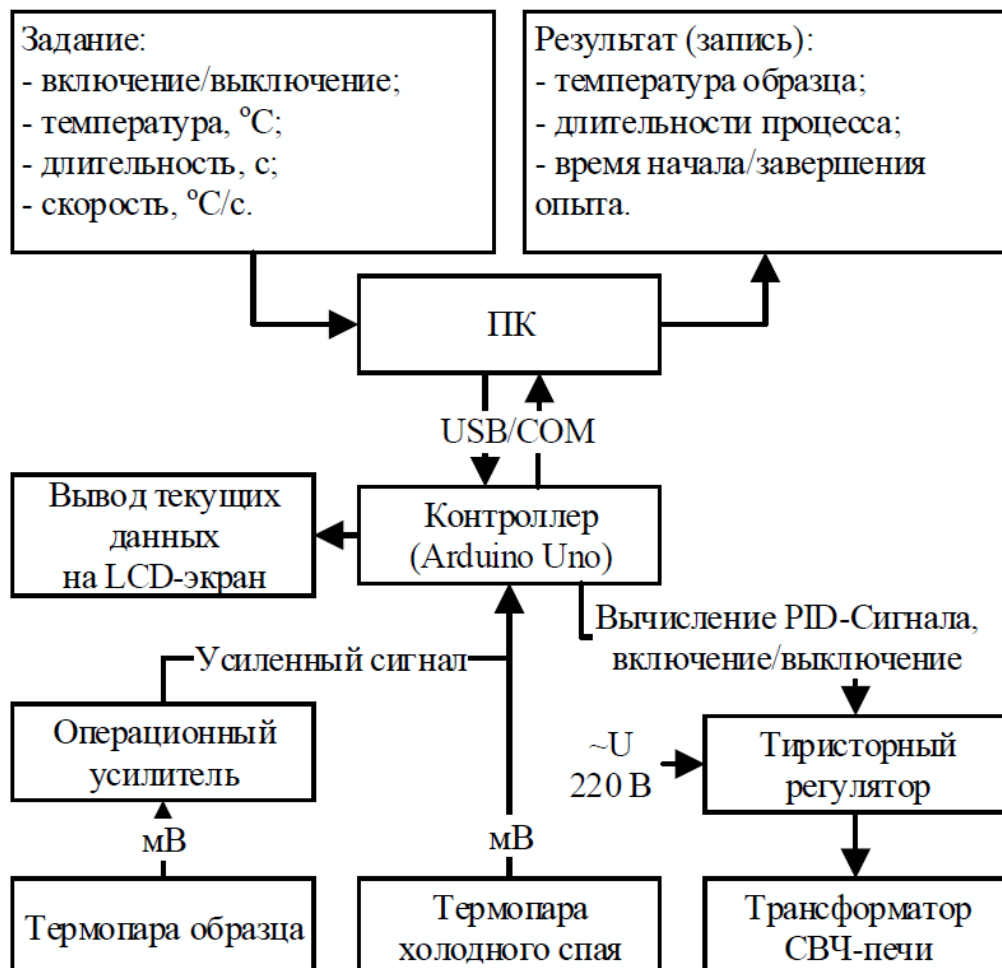 Задание:
- включение/выключение;
- температура, °С;
- длительность, с;
- скорость, °С/с.
Результат (запись):
- температура образца;
- длительности процесса;
- время начала/завершения
опыта.
ПК
USB/COM
Вывод текущих
данных
на LCD-экран
Контроллер
(Arduino Uno)
Вычисление PID-Сигнала,
включение/выключение
Усиленный сигнал
Операционный
усилитель
~U
220 В
Тиристорный
регулятор
мВ
мВ
Термопара образца
Термопара
холодного спая
Трансформатор
СВЧ-печи